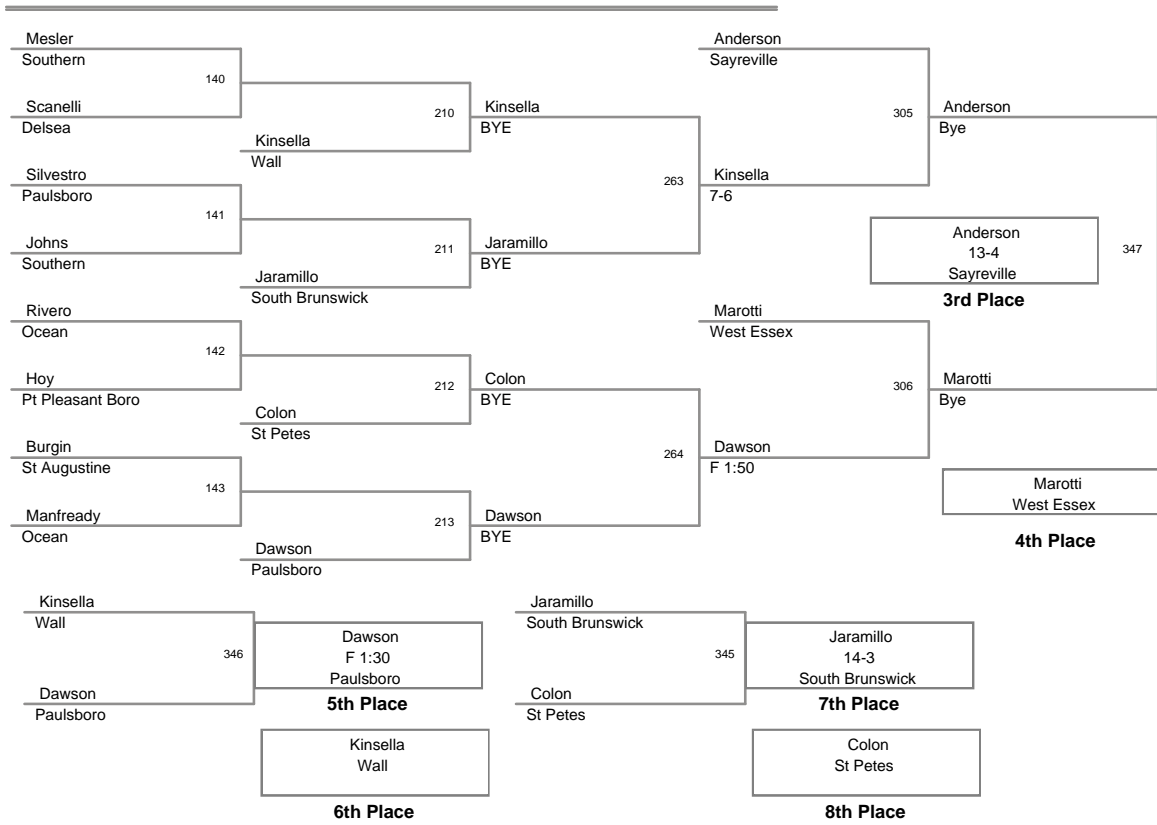 Mesler
Southern
140
Scanelli
Delsea
210
Kinsella
Wall
Kinsella
BYE
Silvestro
Paulsboro
141
Johns
Southern
211
Jaramillo
South Brunswick
Jaramillo
BYE
263
Kinsella
7-6
Anderson
Sayreville
305
Anderson
Bye
Anderson
13-4
Sayreville
3rd Place
347
Rivero
Ocean
142
Hoy
Pt Pleasant Boro
212
Colon
St Petes
Colon
BYE
Burgin
St Augustine
143
Manfready
Ocean
213
Dawson
Paulsboro
Dawson
BYE
264
Dawson
F 1:50
Marotti
West Essex
306
Marotti
Bye
Marotti
West Essex
4th Place
Kinsella
Wall
346
Dawson
Paulsboro
Dawson
F 1:30
Paulsboro
5th Place
Kinsella
Wall
6th Place
Jaramillo
South Brunswick
345
Colon
St Petes
Jaramillo
14-3
South Brunswick
7th Place
Colon
St Petes
8th Place